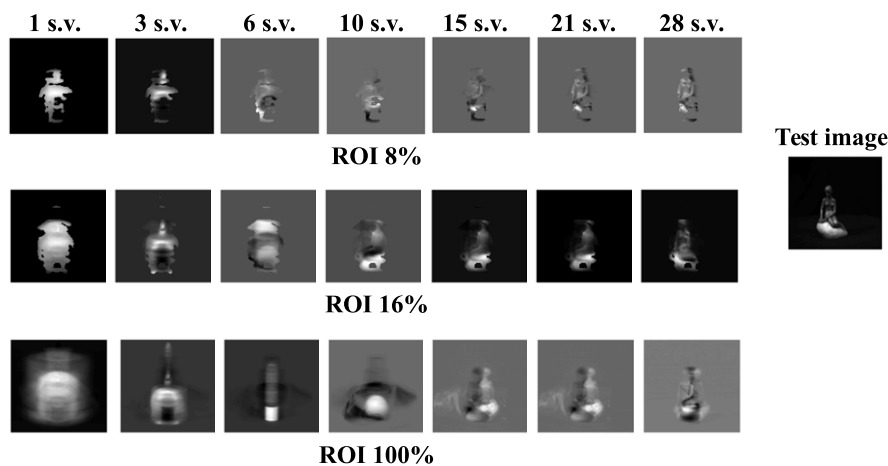 1 s.v. 3 s.v. 6 s.v. 10 s.v. 15 s.v. 21 s.v. 28 s.v.
ROI 8%
Test image
ROI 16%
ROI 100%